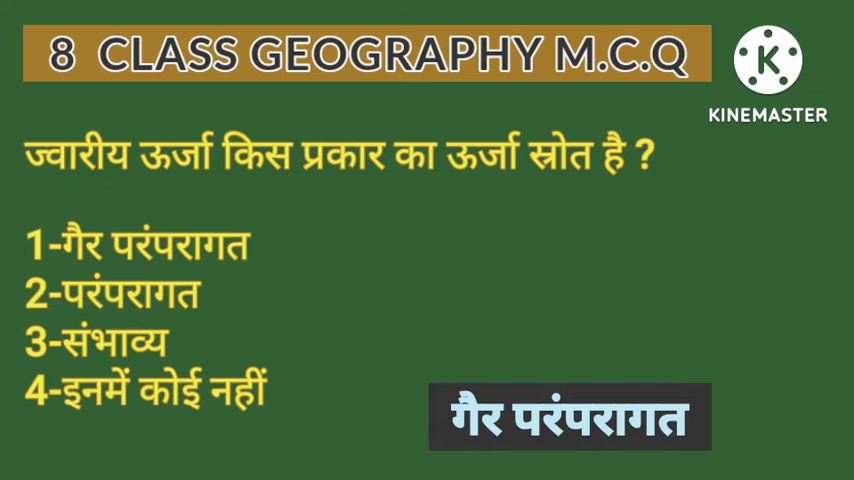 8 CLASS GEOGRAPHY M.C.Q
K
KINEMASTER
ज्वारीय ऊर्जा किस प्रकार का ऊर्जा स्रोत है ?
1-गैर परंपरागत
2-परंपरागत
3-संभाव्य
4-इनमें कोई नहीं
गैर परंपरागत